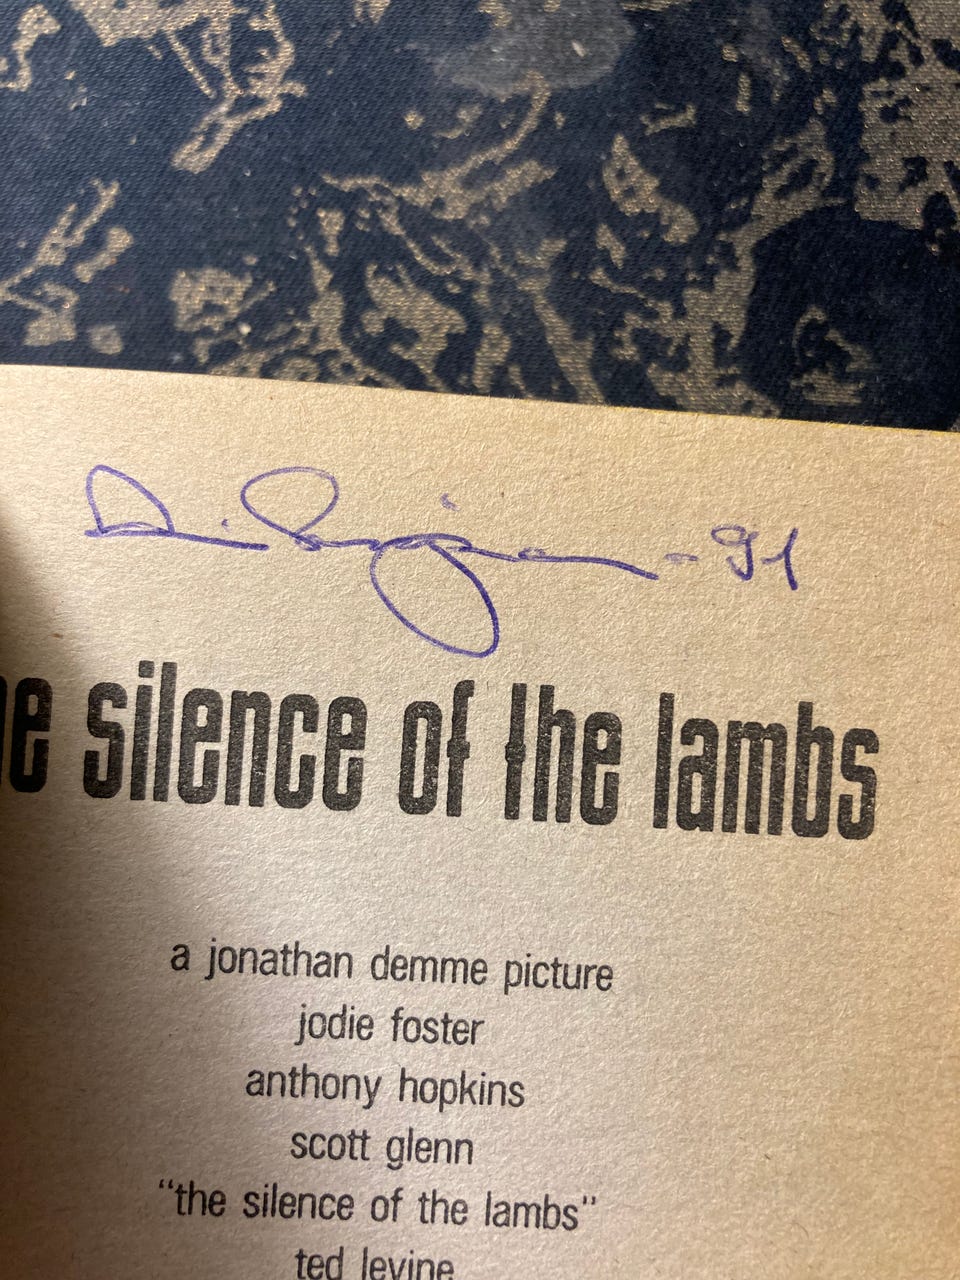 -91
e silence of the lambs
a jonathan demme picture
jodie foster
anthony hopkins
scott glenn
"the silence of the lambs"
ted levine